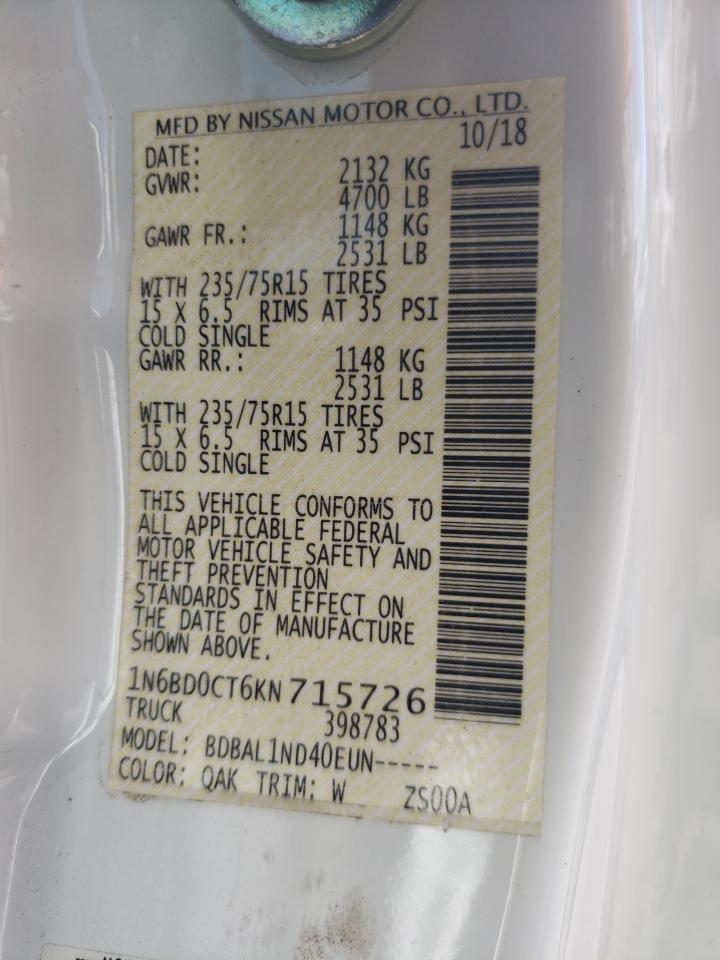 MFD BY NISSAN MOTOR CO., LTD.
DATE: 10/18
GVWR: 2132 KG
4700 LB
GAWR FR.: 1148 KG
2531 LB
WITH 235/75R15 TIRES
15 X 6.5 RIMS AT 35 PSI
COLD SINGLE
GAWR RR.: 1148 KG
2531 LB
WITH 235/75R15 TIRES
15 X 6.5 RIMS AT 35 PSI
COLD SINGLE
THIS VEHICLE CONFORMS TO
ALL APPLICABLE FEDERAL
MOTOR VEHICLE SAFETY AND
THEFT PREVENTION
STANDARDS IN EFFECT ON
THE DATE OF MANUFACTURE
SHOWN ABOVE.
1N6BD0CT6KN715726
TRUCK 398783
MODEL: BDBAL1ND40EUN-----
COLOR: QAK TRIM: W ZS00A